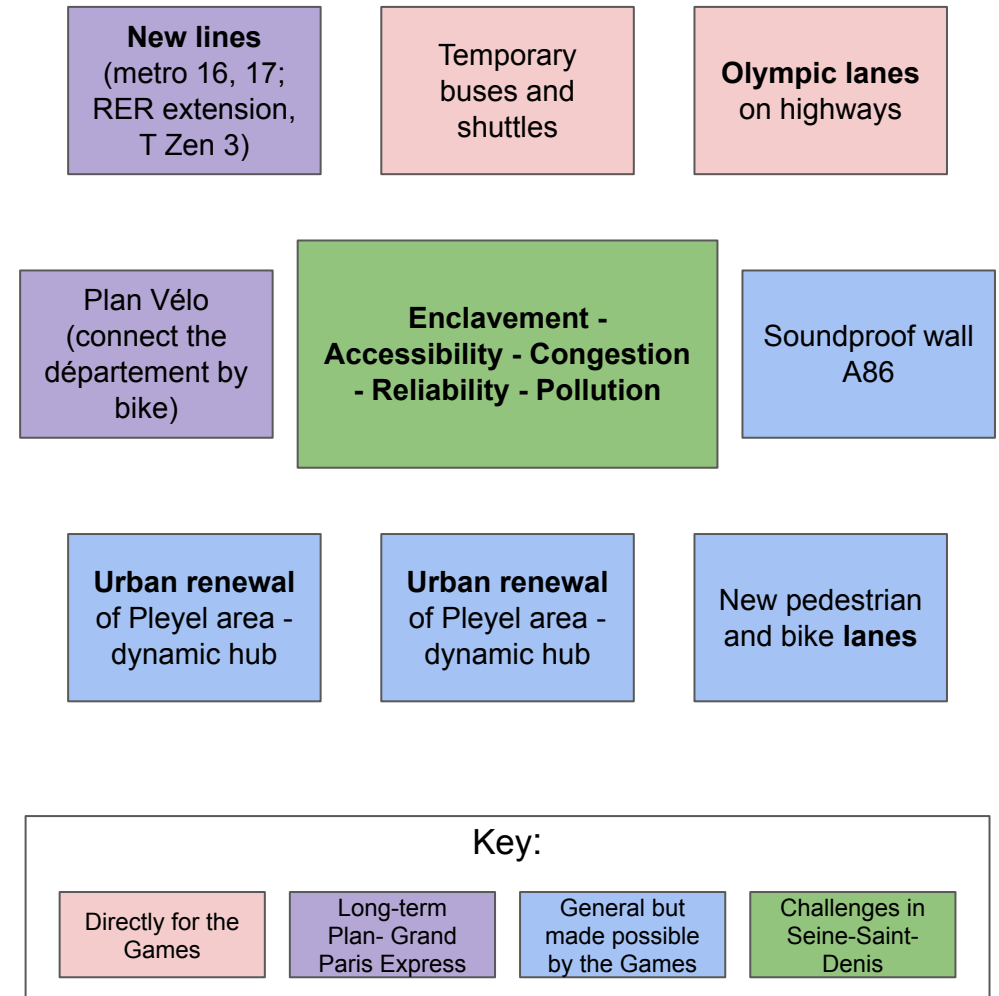 New lines
(metro 16, 17;
RER extension,
T Zen 3)
Temporary
buses and
shuttles
Olympic lanes
on highways
Plan Vélo
(connect the
département by
bike)
Enclavement -
Accessibility - Congestion
- Reliability - Pollution
Soundproof wall
A86
Urban renewal
of Pleyel area -
dynamic hub
Urban renewal
of Pleyel area -
dynamic hub
New pedestrian
and bike lanes
Key:
Directly for the
Games
Long-term
Plan- Grand
Paris Express
General but
made possible
by the Games
Challenges in
Seine-Saint-
Denis